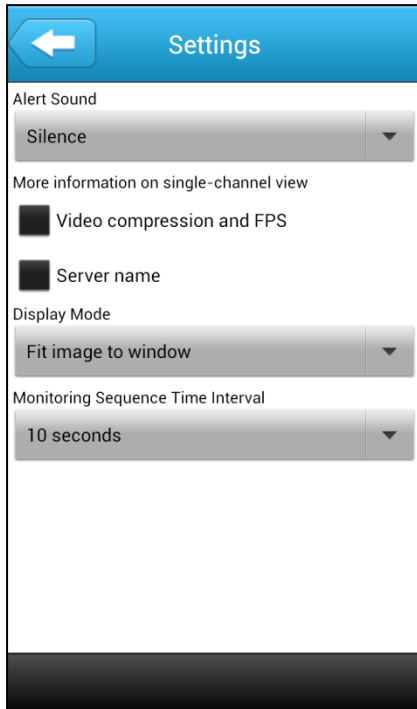 Settings
Alert Sound
Silence
More information on single-channel view
Video compression and FPS
Server name
Display Mode
Fit image to window
Monitoring Sequence Time Interval
10 seconds